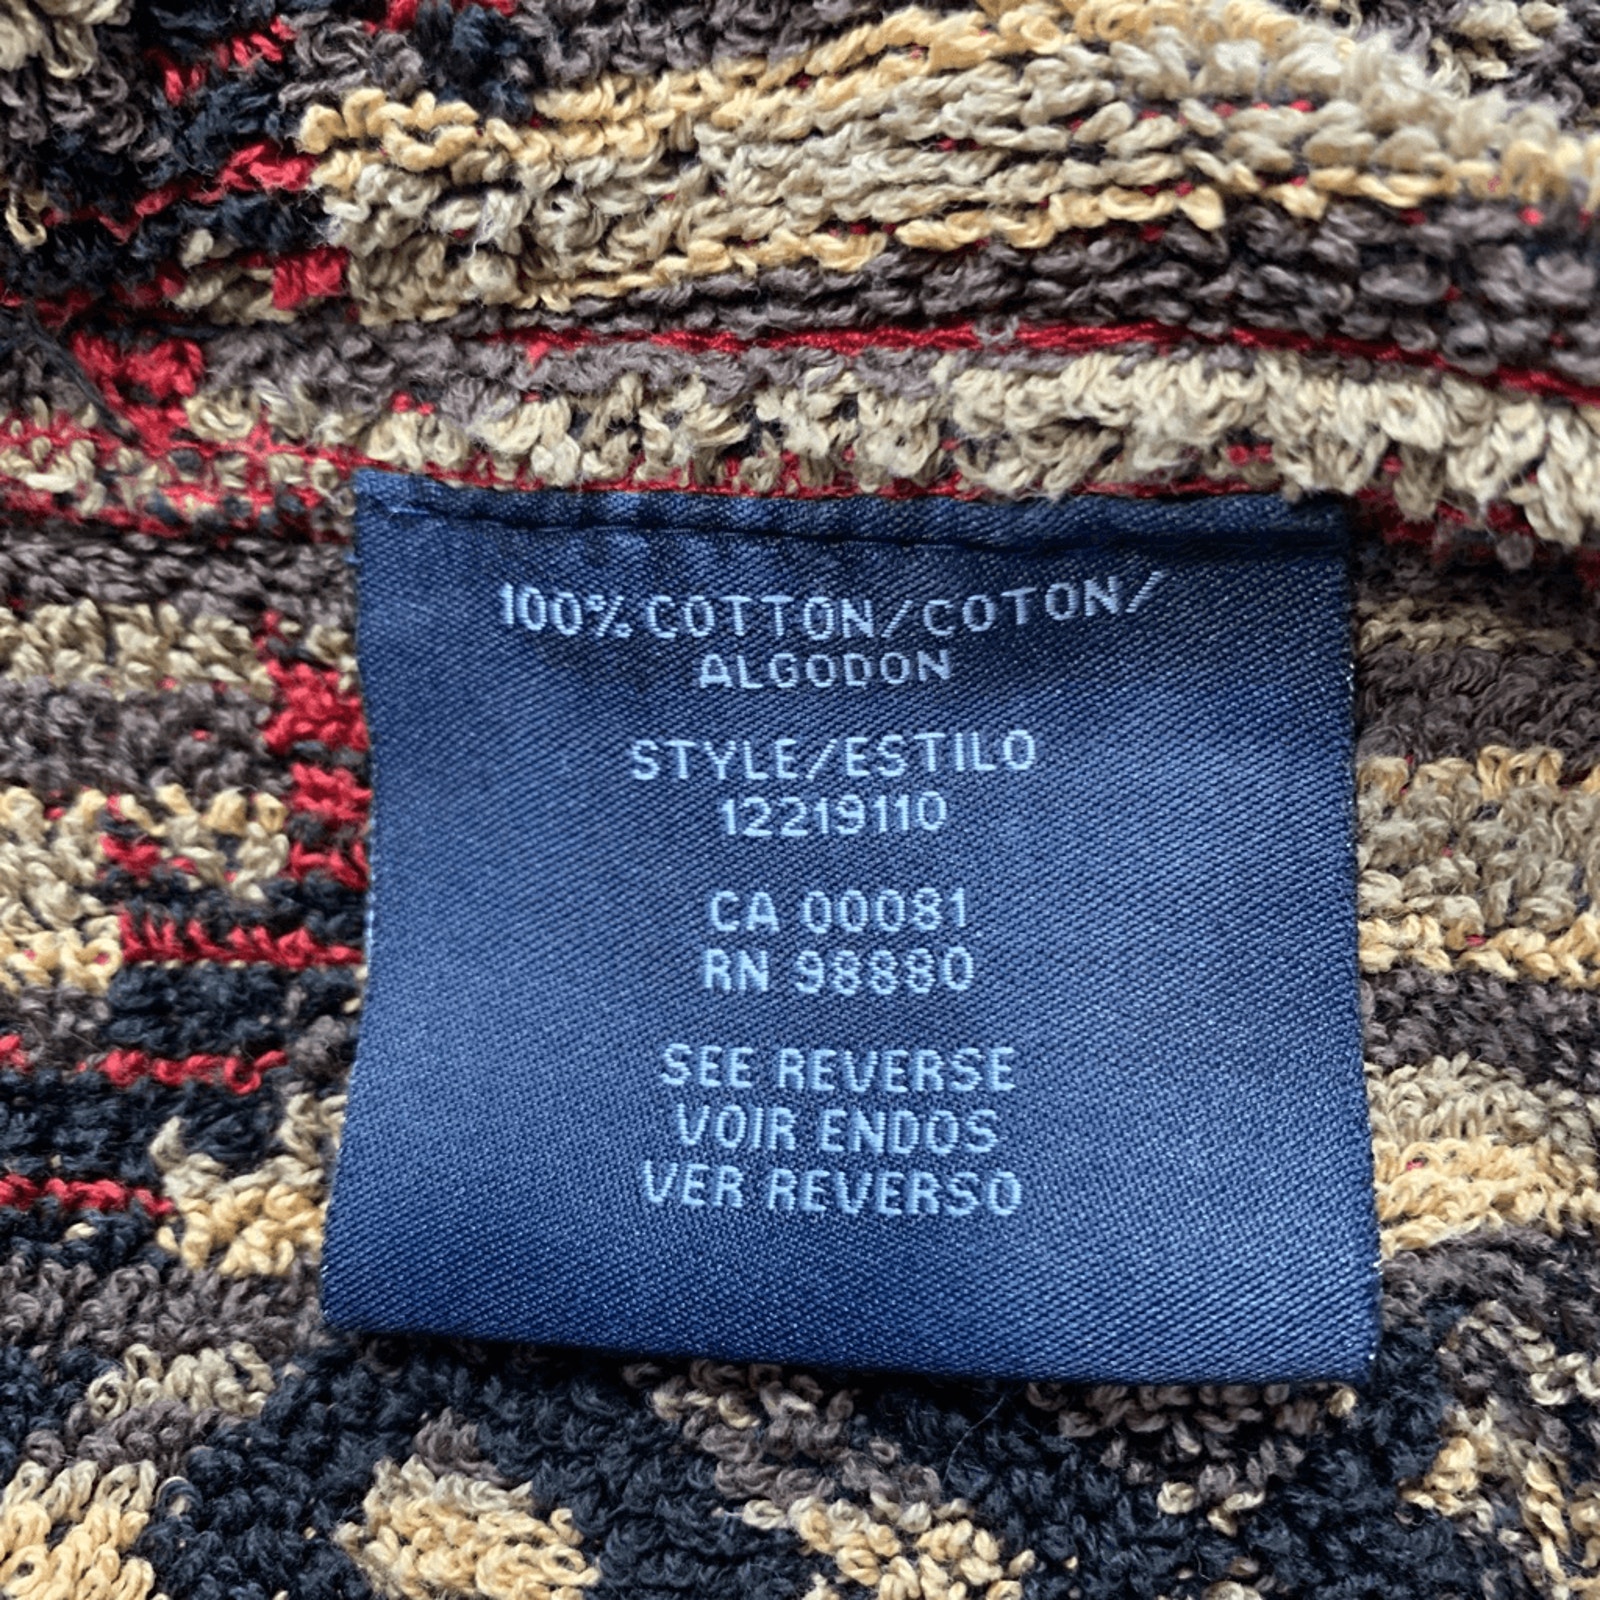 100% COTTON/COTON/
ALGODON
STYLE/ESTILO
12219110
CA 00081
RN 98880
SEE REVERSE
VOIR ENDOS
VER REVERSO